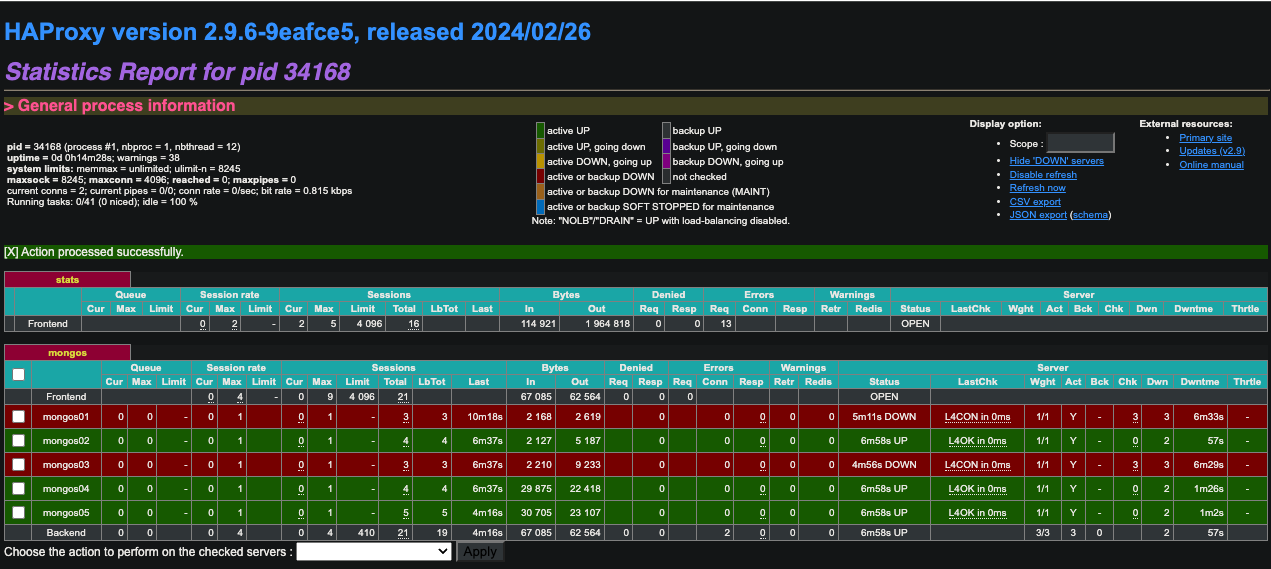 HAProxy version 2.9.6-9eafce5, released 2024/02/26
Statistics Report for pid 34168
> General process information
pid = 34168 (process #1, nbproc = 1, nbthread = 12)
uptime = 0d 0h14m28s; warnings = 38
system limits: memmax = unlimited; ulimit-n = 8245
maxsock = 8245; maxconn = 4096; reached = 0; maxpipes = 0
current conns = 2; current pipes = 0/0; conn rate = 0/sec; bit rate = 0.815 kbps
Running tasks: 0/41 (0 niced); idle = 100 %
active UP backup UP
active UP, going down backup UP, going down
active DOWN, going up backup DOWN, going up
active or backup DOWN not checked
active or backup DOWN for maintenance (MAINT)
active or backup SOFT STOPPED for maintenance
Note: "NOLB"/"DRAIN" = UP with load-balancing disabled.
Display option:
• Scope :
• Hide 'DOWN' servers
• Disable refresh
• Refresh now
• CSV export
• JSON export (schema)
External resources:
• Primary site
• Updates (v2.9)
• Online manual
[X] Action processed successfully.
stats
Queue Session rate Sessions Bytes Denied Errors Warnings Server
Cur Max Limit Cur Max Limit Cur Max Limit Total LbTot Last In Out Req Resp Req Conn Resp Retr Redis Status LastChk Wght Act Bck Chk Dwn Dwntme Thrtle
Frontend 0 2 - 2 5 4 096 16 114 921 1 964 818 0 0 13 OPEN
mongos
Queue Session rate Sessions Bytes Denied Errors Warnings Server
Cur Max Limit Cur Max Limit Cur Max Limit Total LbTot Last In Out Req Resp Req Conn Resp Retr Redis Status LastChk Wght Act Bck Chk Dwn Dwntme Thrtle
Frontend 0 4 - 0 9 4 096 21 67 085 62 564 0 0 0 OPEN
mongos01 0 0 - 0 1 0 1 - 3 3 10m18s 2 168 2 619 0 0 0 0 0 5m11s DOWN L4CON in 0ms 1/1 Y - 3 3 6m33s -
mongos02 0 0 - 0 1 0 1 - 4 4 6m37s 2 127 5 187 0 0 0 0 0 6m58s UP L4OK in 0ms 1/1 Y - 0 2 57s -
mongos03 0 0 - 0 1 0 1 - 3 3 6m37s 2 210 9 233 0 0 0 0 0 4m56s DOWN L4CON in 0ms 1/1 Y - 3 3 6m29s -
mongos04 0 0 - 0 1 0 1 - 4 4 6m37s 29 875 22 418 0 0 0 0 0 6m58s UP L4OK in 0ms 1/1 Y - 0 2 1m26s -
mongos05 0 0 - 0 1 0 1 - 5 5 4m16s 30 705 23 107 0 0 0 0 0 6m58s UP L4OK in 0ms 1/1 Y - 0 2 1m2s -
Backend 0 0 0 4 0 4 410 21 19 4m16s 67 085 62 564 0 0 2 0 0 0 6m58s UP 3/3 3 0 2 57s
Choose the action to perform on the checked servers : Apply